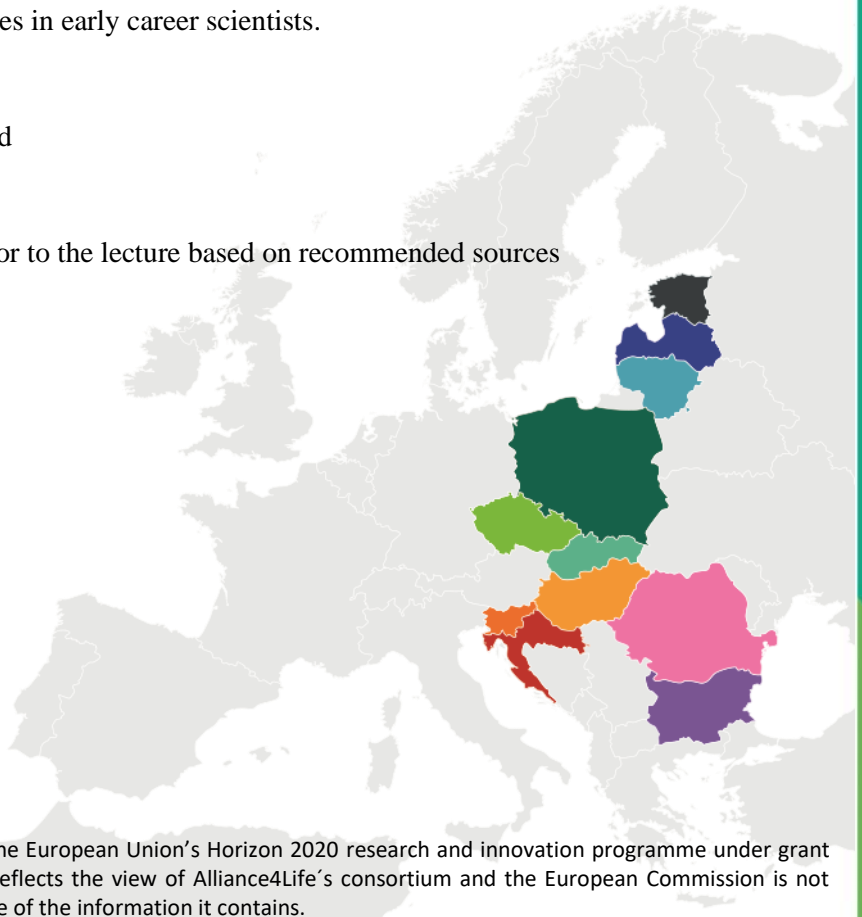 es in early career scientists.
d
or to the lecture based on recommended sources
he European Union’s Horizon 2020 research and innovation programme under grant
eflects the view of Alliance4Life´s consortium and the European Commission is not
e of the information it contains.